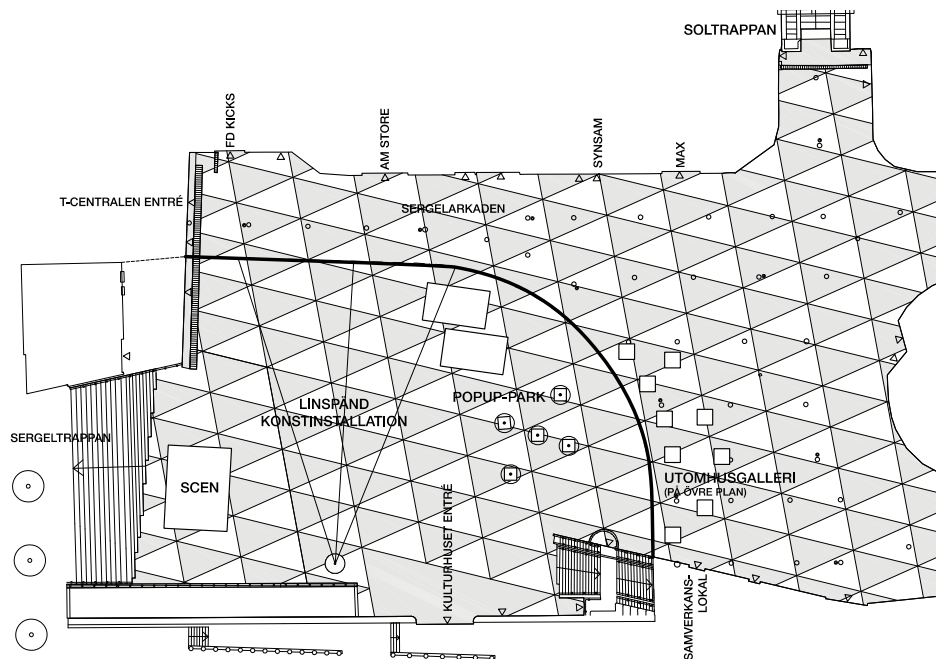 SOLTRAPPAN
FD KICKS
AM STORE
SYNSAM
MAX
T-CENTRALEN ENTRÉ
SERGELARKADEN
LINSPÄND
KONSTINSTALLATION
POPUP-PARK
SERGELTRAPPAN
SCEN
UTOMHUSGALLERI
(PÅ ÖVRE PLAN)
KULTURHUSET ENTRÉ
SAMVERKANS-
LOKAL